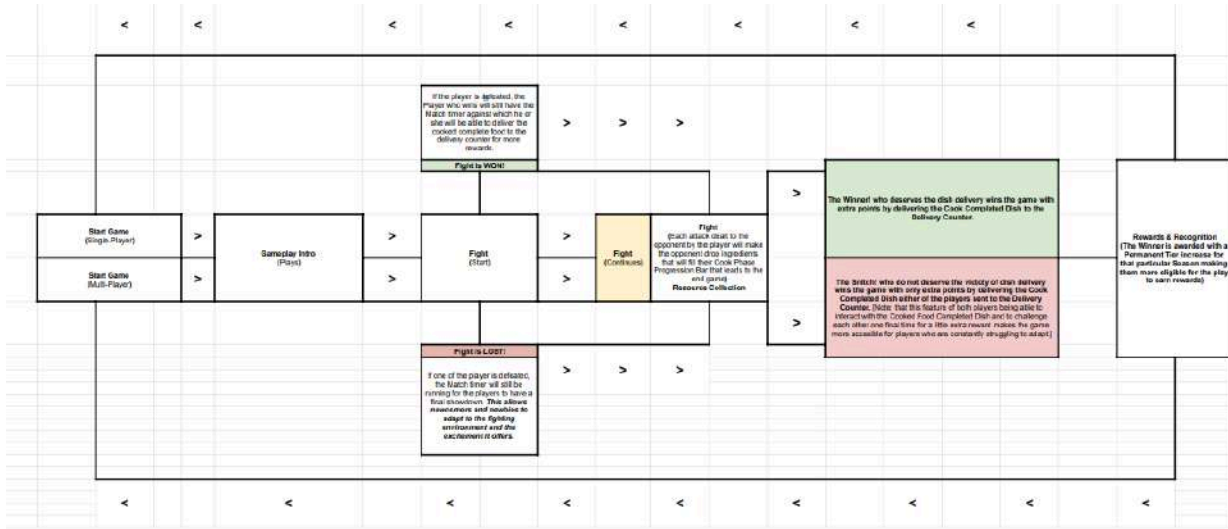 < < < < < < < <
If the player is defeated, the
Player who wins will still have the
Match timer against which he or
she will be able to deliver the
cooked complete food to the
delivery counter for more
rewards.
> > >
Fight is WON!
Start Game
(Single-Player)
>
Start Game
(Multi-Player)
>
Gameplay Intro
(Plays)
>
>
Fight
(Start)
>
>
Fight
(Continues)
Fight
(Each attack dealt to the
opponent by the player will make
the opponent drop ingredients
that will fill their Cook Phase
Progression Bar that leads to the
end game)
Resource Collection
>
>
The Winner! who deserves the dish delivery wins the game with
extra points by delivering the Cook Completed Dish to the
Delivery Counter.
The Snitch! who do not deserve the victory of dish delivery
wins the game with only extra points by delivering the Cook
Completed Dish either of the players sent to the Delivery
Counter. (Note: that this feature of both players being able to
interact with the Cooked Food Completed Dish and to challenge
each other one final time for a little extra reward makes the game
more accessible for players who are constantly struggling to adapt)
Rewards & Recognition
(The Winner is awarded with a
Permanent Tier increase for
that particular Season making
them more eligible for the play
to earn rewards)
Fight is LOST!
If one of the player is defeated,
the Match timer will still be
running for the players to have a
final showdown. This allows
newcomers and newbies to
adapt to the fighting
environment and the
excitement it offers.
> > >
< < < < < < < < <